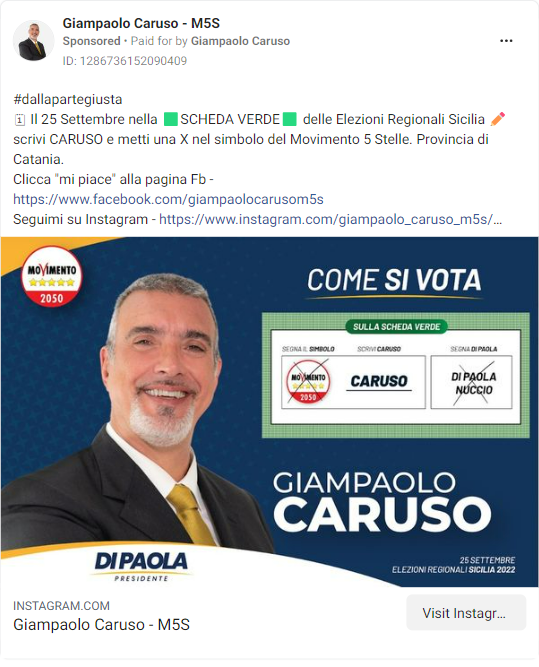 Giampaolo Caruso - M5S
Sponsored • Paid for by Giampaolo Caruso
ID: 1286736152090409
#dallapartegiusta
🗓 Il 25 Settembre nella 🟩SCHEDA VERDE🟩 delle Elezioni Regionali Sicilia 🖍
scrivi CARUSO e metti una X nel simbolo del Movimento 5 Stelle. Provincia di
Catania.
Clicca "mi piace" alla pagina Fb -
https://www.facebook.com/giampaolocarusom5s
Seguimi su Instagram - https://www.instagram.com/giampaolo_caruso_m5s/...
MOVIMENTO
2050
COME SI VOTA
SULLA SCHEDA VERDE
SEGNA IL SIMBOLO SCRIVI CARUSO SEGNA DI PAOLA
MOVIMENTO
2050
CARUSO
DI PAOLA
NUCCIO
GIAMPAOLO
CARUSO
DI PAOLA
PRESIDENTE
25 SETTEMBRE
ELEZIONI REGIONALI SICILIA 2022
INSTAGRAM.COM
Giampaolo Caruso - M5S
Visit Instagr...